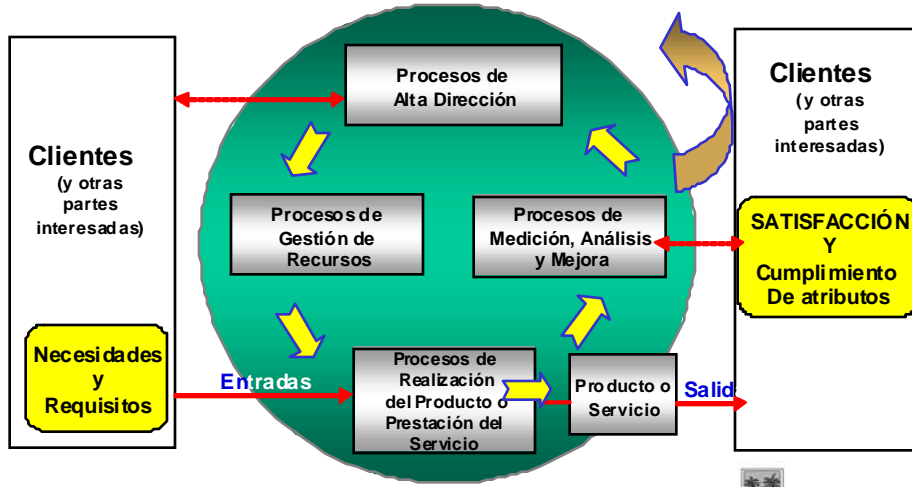 Clientes
(y otras
partes
interesadas)
Necesidades
y
Requisitos
Entradas
Procesos de
Alta Dirección
Procesos de
Gestión de
Recursos
Procesos de
Medición, Análisis
y Mejora
Procesos de
Realización
del Producto o
Prestación del
Servicio
Producto o
Servicio
Salid
Clientes
(y otras
partes
interesadas)
SATISFACCIÓN
Y
Cumplimiento
De atributos